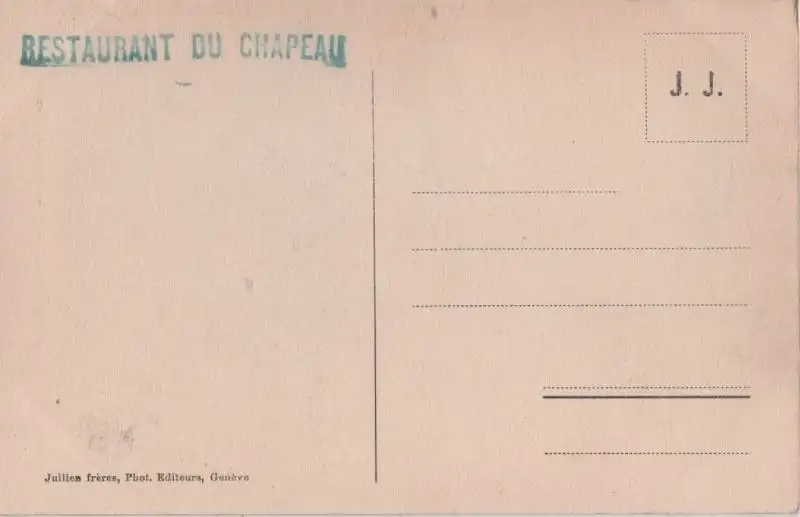 RESTAURANT DU CHAPEAU
J. J.
Jullien frères, Phot. Editeurs, Genève